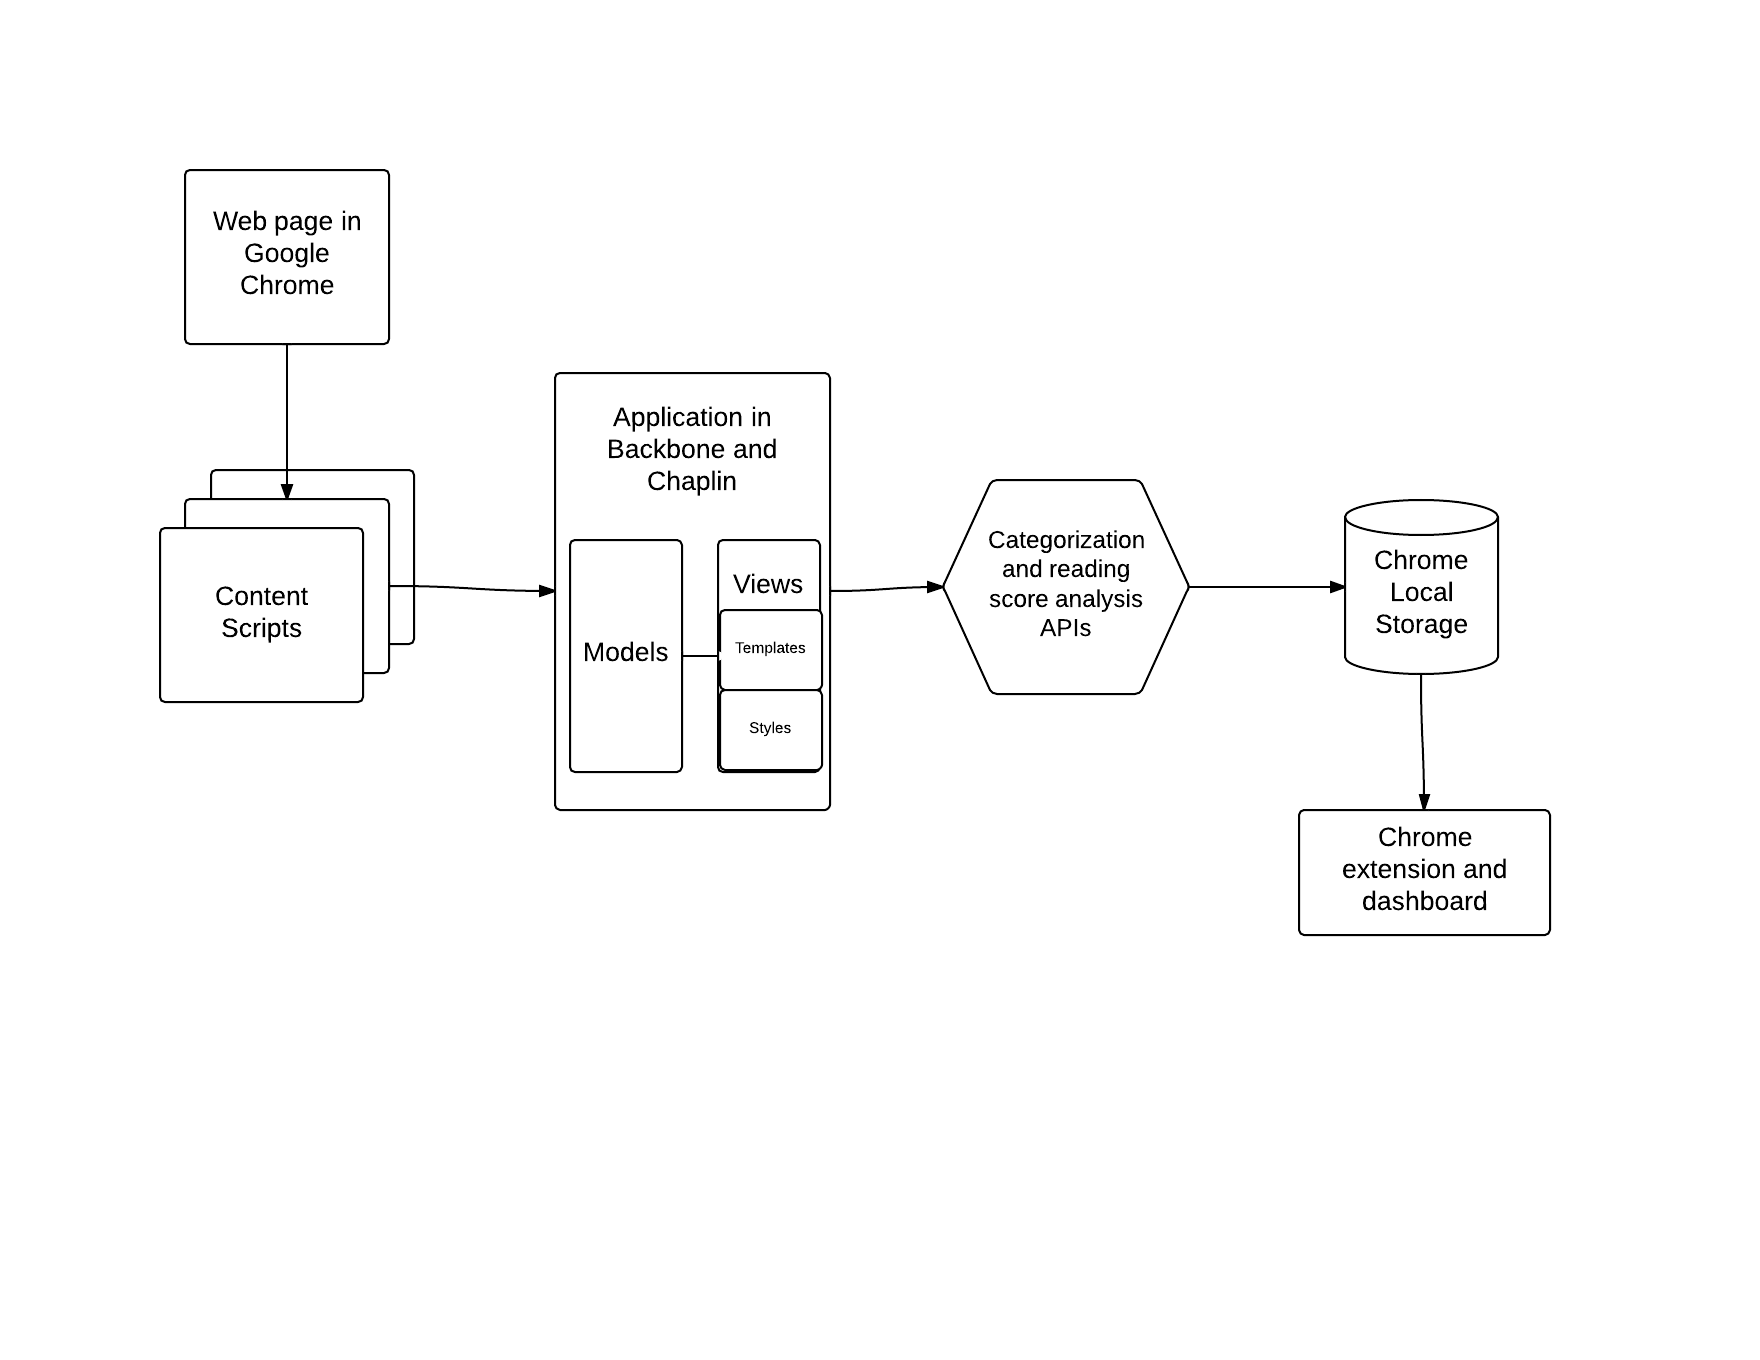 Web page in
Google
Chrome
Content
Scripts
Application in
Backbone and
Chaplin
Models
Views
Templates
Styles
Categorization
and reading
score analysis
APIs
Chrome
Local
Storage
Chrome
extension and
dashboard